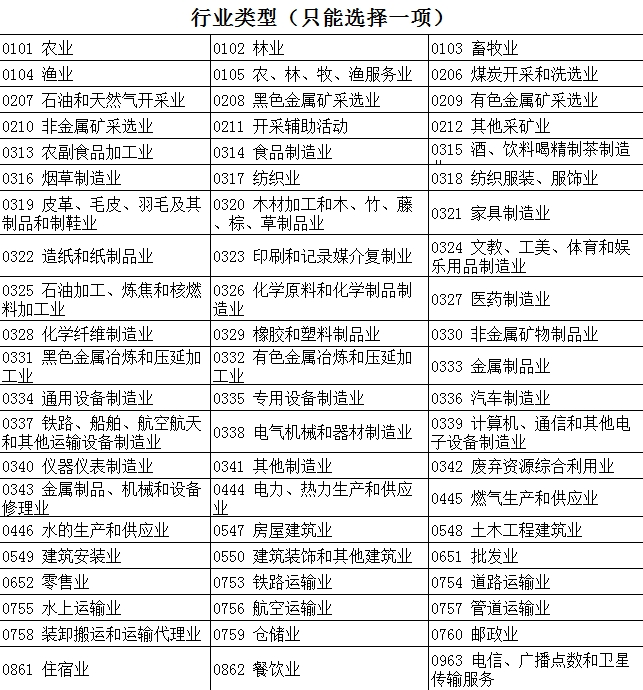 行业类型（只能选择一项）
0101 农业
0102 林业
0103 畜牧业
0104 渔业
0105 农、林、牧、渔服务业
0206 煤炭开采和洗选业
0207 石油和天然气开采业
0208 黑色金属矿采选业
0209 有色金属矿采选业
0210 非金属矿采选业
0211 开采辅助活动
0212 其他采矿业
0313 农副食品加工业
0314 食品制造业
0315 酒、饮料喝精制茶制造
0316 烟草制造业
0317 纺织业
0318 纺织服装、服饰业
0319 皮革、毛皮、羽毛及其
制品和制鞋业
0320 木材加工和木、竹、藤
、棕、草制品业
0321 家具制造业
0322 造纸和纸制品业
0323 印刷和记录媒介复制业
0324 文教、工美、体育和娱
乐用品制造业
0325 石油加工、炼焦和核燃
料加工业
0326 化学原料和化学制品制
造业
0327 医药制造业
0328 化学纤维制造业
0329 橡胶和塑料制品业
0330 非金属矿物制品业
0331 黑色金属冶炼和压延加
工业
0332 有色金属冶炼和压延加
工业
0333 金属制品业
0334 通用设备制造业
0335 专用设备制造业
0336 汽车制造业
0337 铁路、船舶、航空航天
和其他运输设备制造业
0338 电气机械和器材制造业
0339 计算机、通信和其他电
子设备制造业
0340 仪器仪表制造业
0341 其他制造业
0342 废弃资源综合利用业
0343 金属制品、机械和设备
修理业
0444 电力、热力生产和供应
业
0445 燃气生产和供应业
0446 水的生产和供应业
0547 房屋建筑业
0548 土木工程建筑业
0549 建筑安装业
0550 建筑装饰和其他建筑业
0651 批发业
0652 零售业
0753 铁路运输业
0754 道路运输业
0755 水上运输业
0756 航空运输业
0757 管道运输业
0758 装卸搬运和运输代理业
0759 仓储业
0760 邮政业
0861 住宿业
0862 餐饮业
0963 电信、广播点数和卫星
传输服务